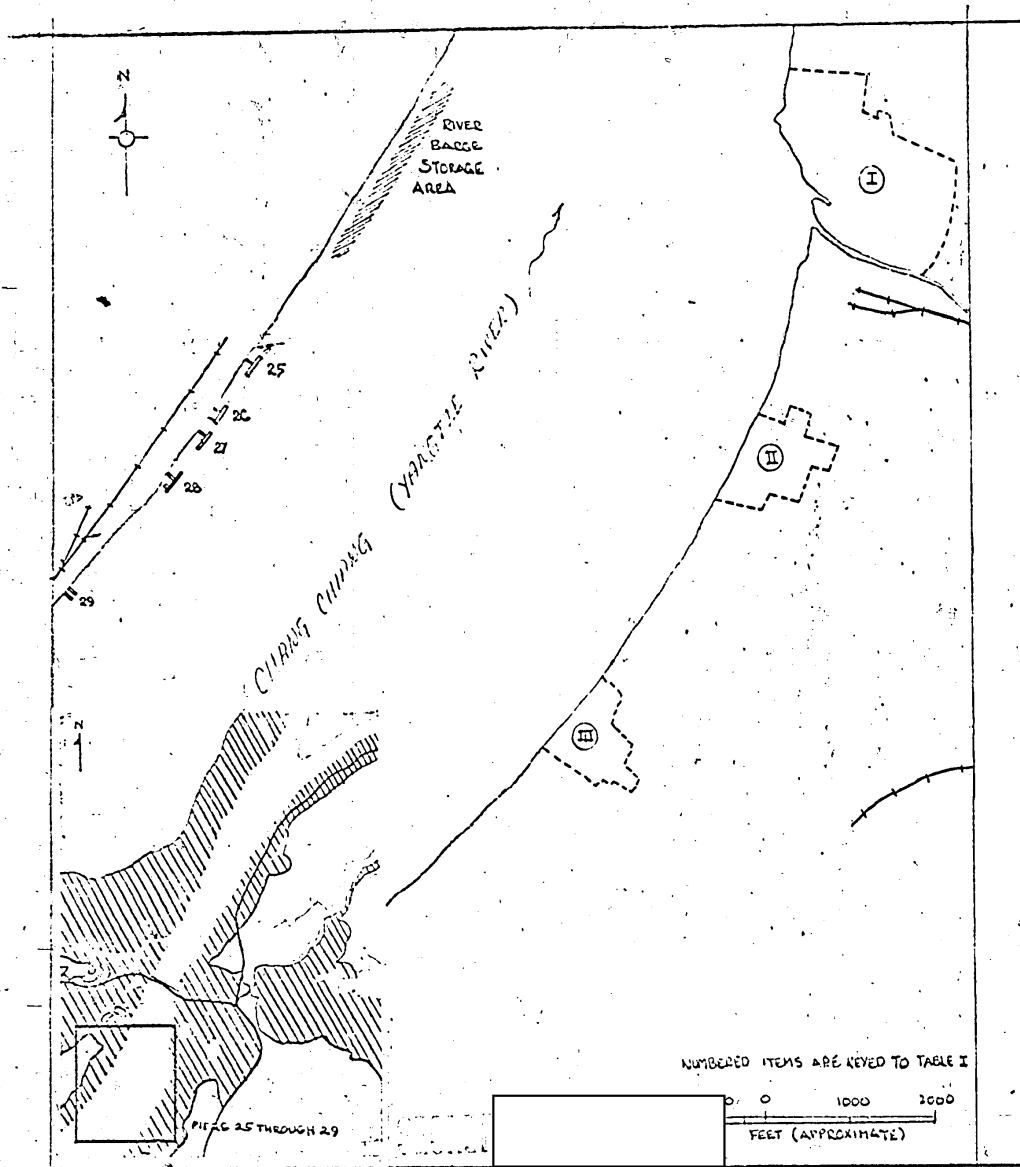 N
RIVER
BARGE
STORAGE
AREA
I
25
26
27
28
29
CHANG CHIANG (YANGTZE RIVER)
II
III
N
PIERS 25 THROUGH 29
NUMBERED ITEMS ARE KEYED TO TABLE I
0 1000 2000
FEET (APPROXIMATE)